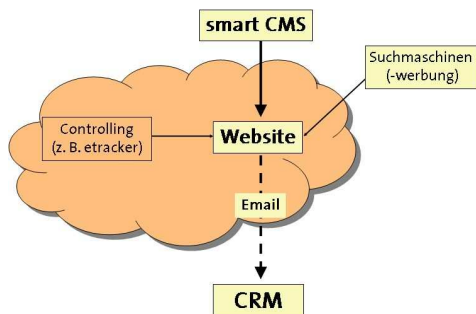 smart CMS
Suchmaschinen
(-werbung)
Controlling
(z. B. etracker)
Website
Email
CRM